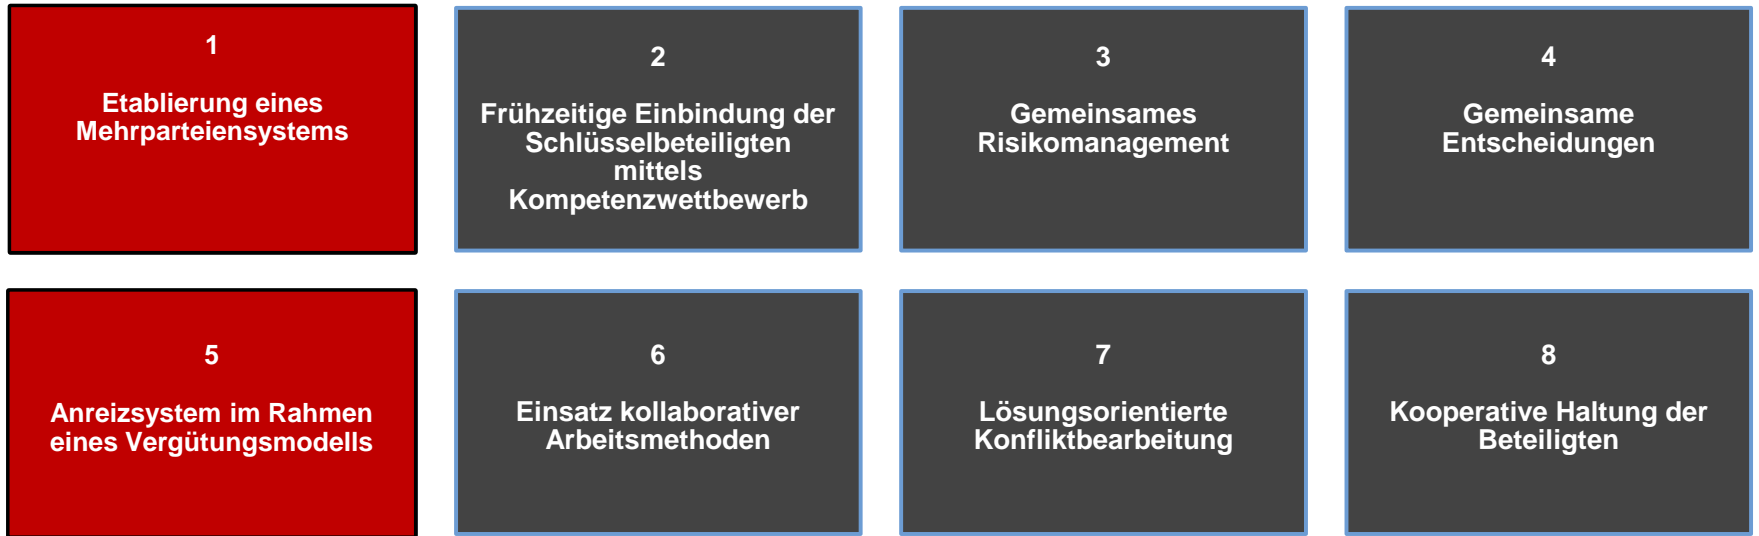 1
Etablierung eines
Mehrparteiensystems
2
Frühzeitige Einbindung der
Schlüsselbeteiligten
mittels
Kompetenzwettbewerb
3
Gemeinsames
Risikomanagement
4
Gemeinsame
Entscheidungen
5
Anreizsystem im Rahmen
eines Vergütungsmodells
6
Einsatz kollaborativer
Arbeitsmethoden
7
Lösungsorientierte
Konfliktbearbeitung
8
Kooperative Haltung der
Beteiligten